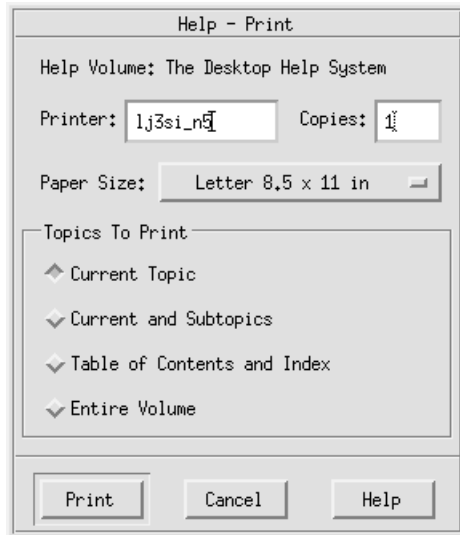 Help - Print
Help Volume: The Desktop Help System
Printer: lj3si_n5 Copies: 1
Paper Size: Letter 8.5 x 11 in
Topics To Print
Current Topic
Current and Subtopics
Table of Contents and Index
Entire Volume
Print Cancel Help